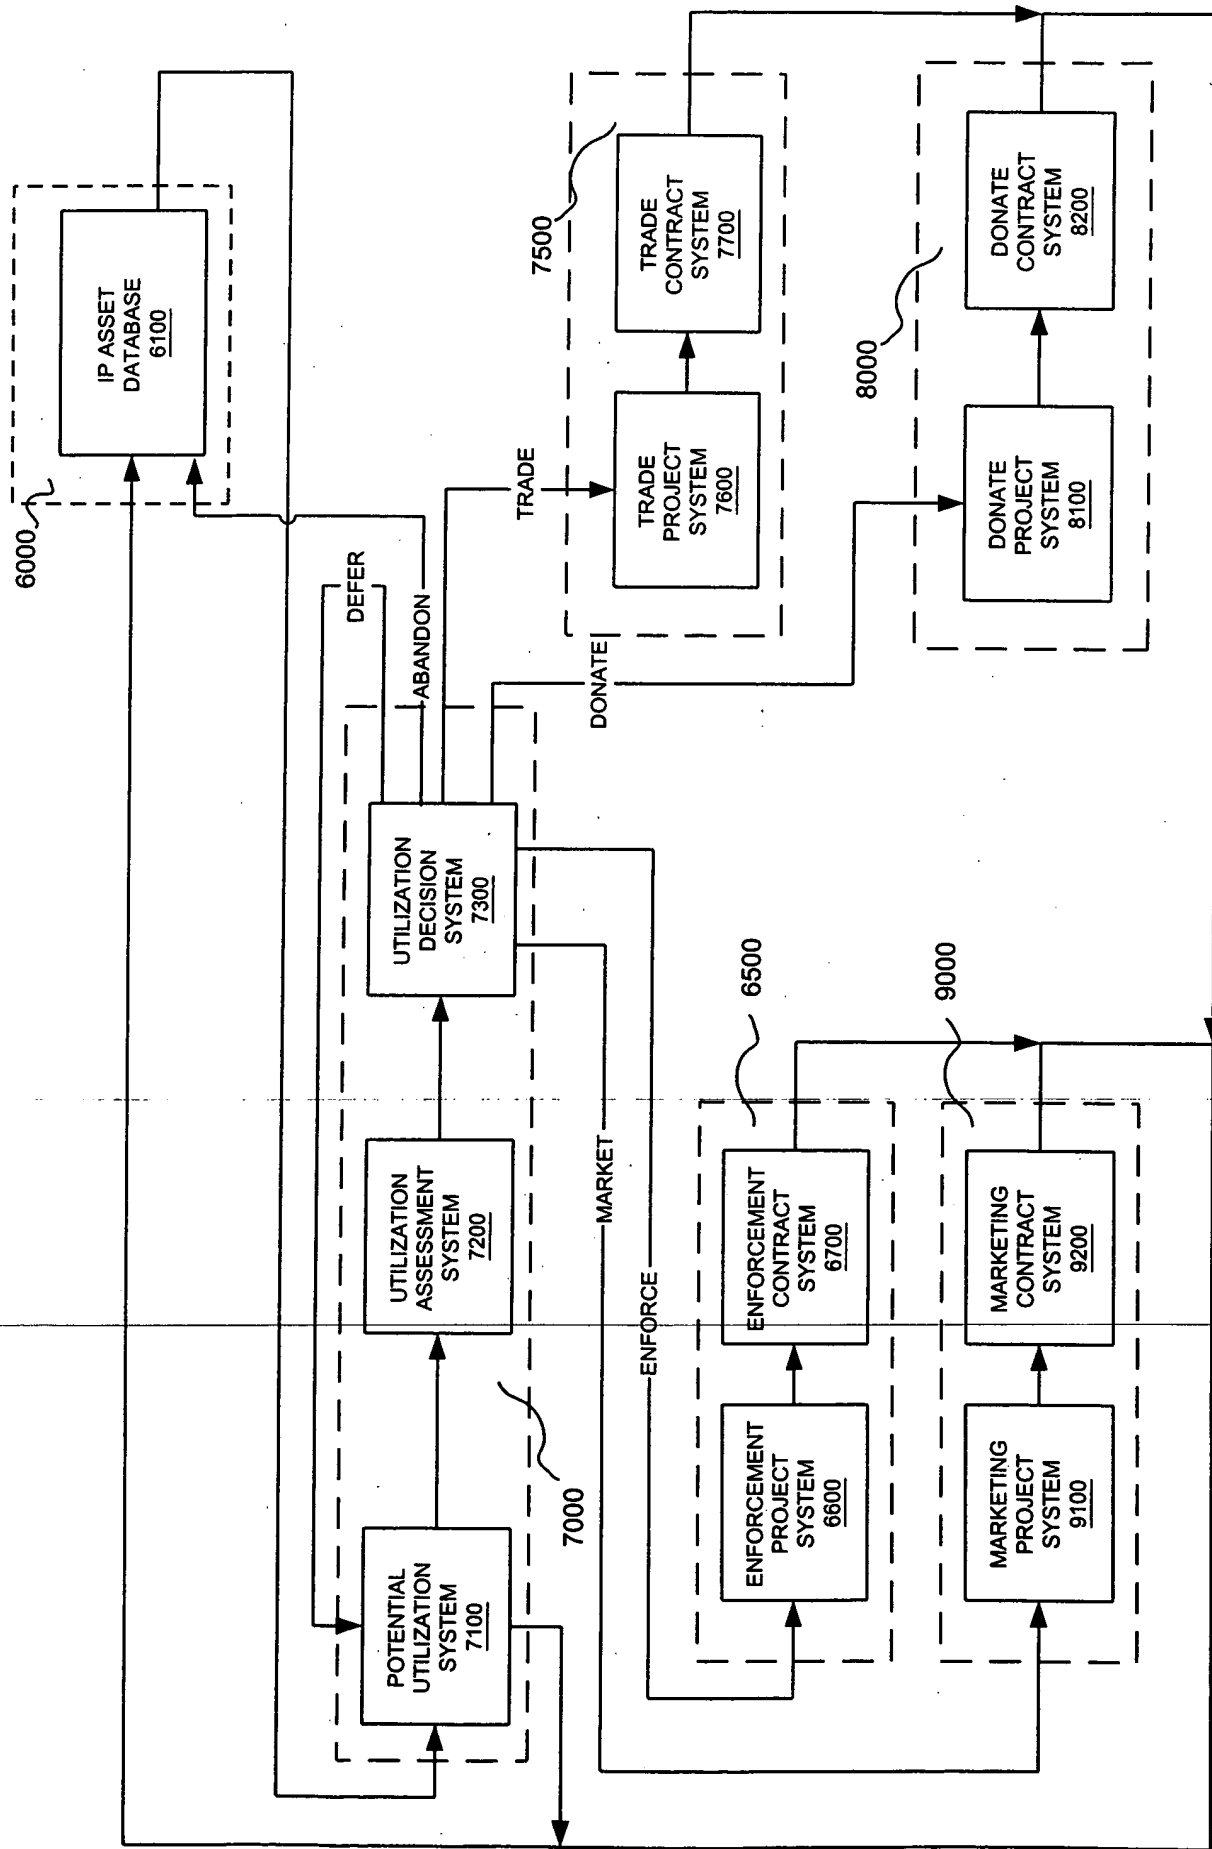 6000
IP ASSET
DATABASE
6100
DEFER
ABANDON
TRADE
DONATE
MARKET
ENFORCE
POTENTIAL
UTILIZATION
SYSTEM
7100
UTILIZATION
ASSESSMENT
SYSTEM
7200
UTILIZATION
DECISION
SYSTEM
7300
7000
7500
TRADE
PROJECT
SYSTEM
7600
TRADE
CONTRACT
SYSTEM
7700
6500
ENFORCEMENT
PROJECT
SYSTEM
6600
ENFORCEMENT
CONTRACT
SYSTEM
6700
8000
DONATE
PROJECT
SYSTEM
8100
DONATE
CONTRACT
SYSTEM
8200
9000
MARKETING
PROJECT
SYSTEM
9100
MARKETING
CONTRACT
SYSTEM
9200